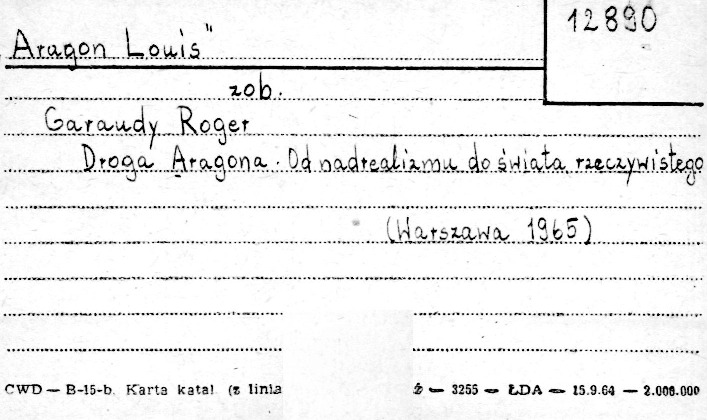 12890
Aragon Louis"
zob.
Garaudy Roger
Droga Aragona. Od nadrealizmu do świata rzeczywistego
(Warszawa 1965)
CWD — B-15-b. Karta katal. (z linia — 3255 — ŁDA — 15.9.64 — 2.000.000